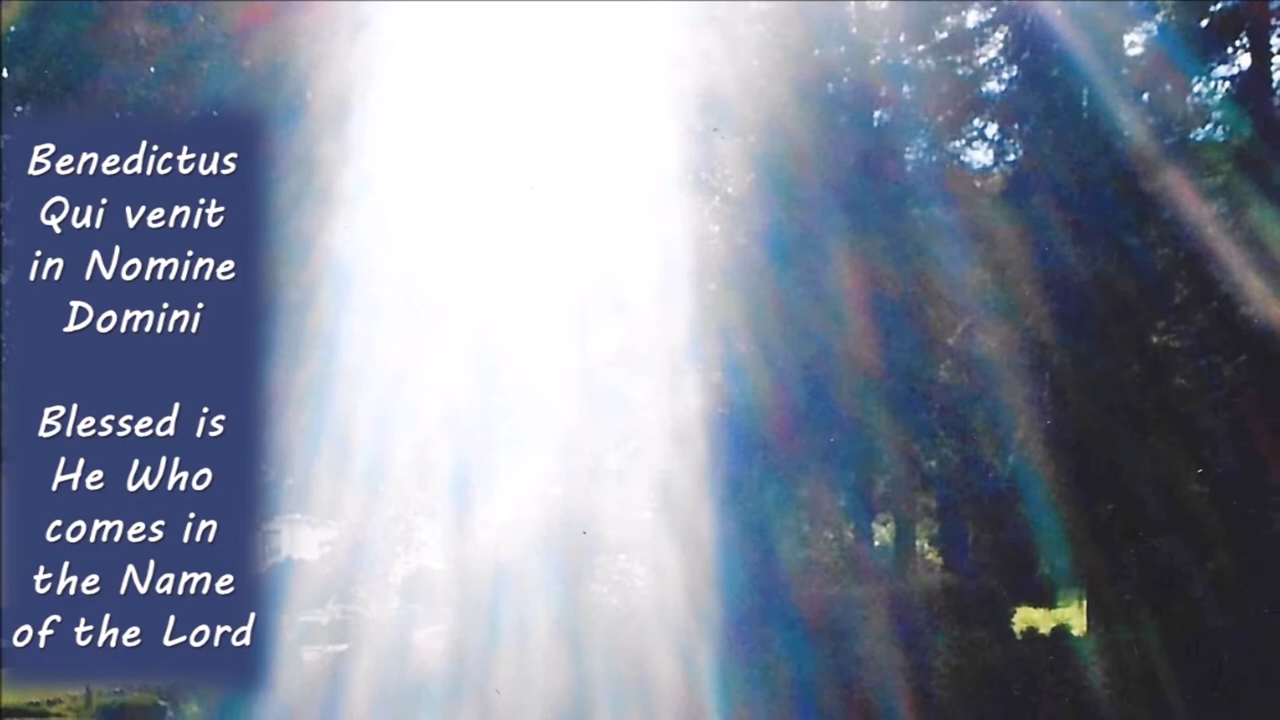 Benedictus
Qui venit
in Nomine
Domini
Blessed is
He Who
comes in
the Name
of the Lord